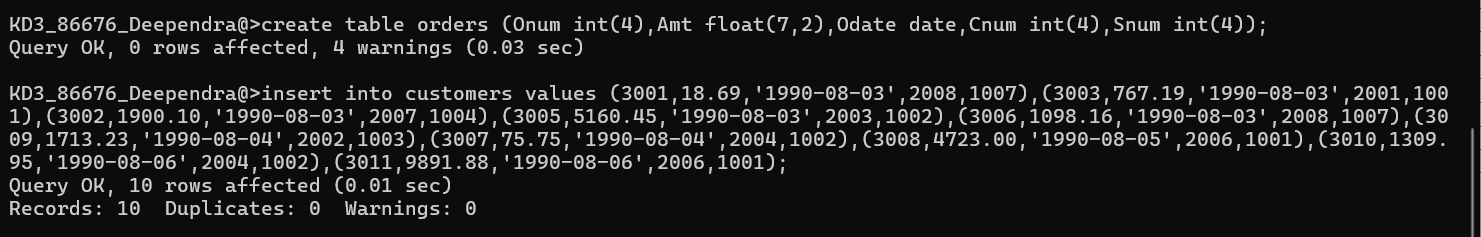 KD3_86676_Deependra@>create table orders (Onum int(4),Amt float(7,2),Odate date,Cnum int(4),Snum int(4));
Query OK, 0 rows affected, 4 warnings (0.03 sec)
KD3_86676_Deependra@>insert into customers values (3001,18.69,'1990-08-03',2008,1007),(3003,767.19,'1990-08-03',2001,100
1),(3002,1900.10,'1990-08-03',2007,1004),(3005,5160.45,'1990-08-03',2003,1002),(3006,1098.16,'1990-08-03',2008,1007),(30
09,1713.23,'1990-08-04',2002,1003),(3007,75.75,'1990-08-04',2004,1002),(3008,4723.00,'1990-08-05',2006,1001),(3010,1309.
95,'1990-08-06',2004,1002),(3011,9891.88,'1990-08-06',2006,1001);
Query OK, 10 rows affected (0.01 sec)
Records: 10  Duplicates: 0  Warnings: 0